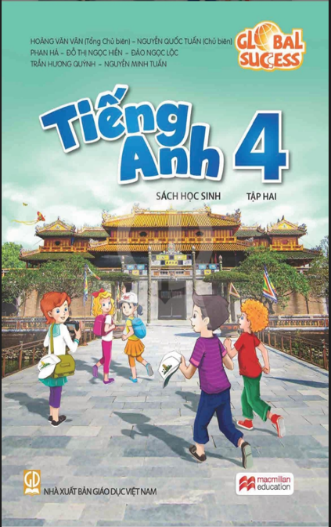 HOÀNG VĂN VÂN (Tổng Chủ biên) – NGUYỄN QUỐC TUẤN (Chủ biên)
PHAN HÀ – ĐỖ THỊ NGỌC HIỀN – ĐÀO NGỌC LỘC
TRẦN HƯƠNG QUỲNH – NGUYỄN MINH TUẤN
GLOBAL
SUCCESS
Tiếng
Anh 4
SÁCH HỌC SINH TẬP HAI
NHÀ XUẤT BẢN GIÁO DỤC VIỆT NAM
macmillan
education